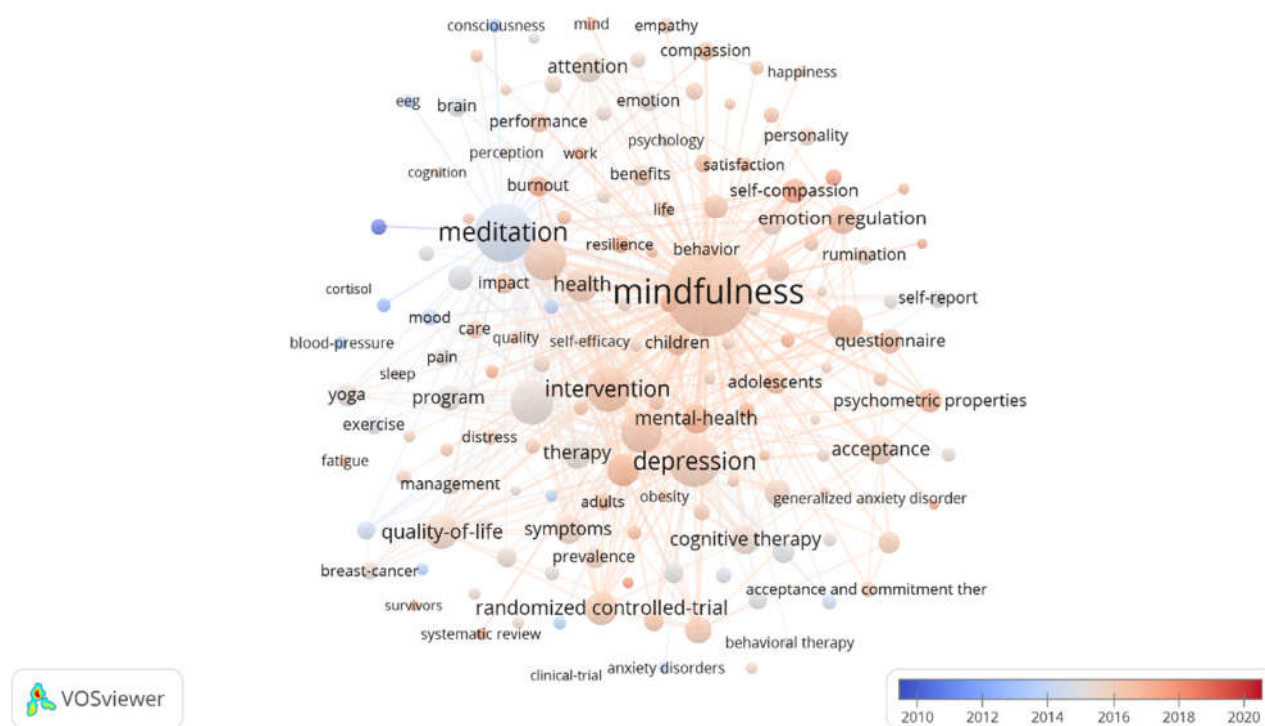 consciousness
mind
empathy
compassion
attention
happiness
eeg
brain
emotion
performance
psychology
personality
perception
work
satisfaction
cognition
burnout
benefits
self-compassion
life
emotion regulation
meditation
resilience
behavior
rumination
cortisol
impact
health
mindfulness
self-report
mood
care
quality
self-efficacy
children
questionnaire
blood-pressure
pain
sleep
yoga
program
intervention
adolescents
psychometric properties
exercise
mental-health
distress
therapy
acceptance
fatigue
depression
management
adults
obesity
generalized anxiety disorder
quality-of-life
symptoms
cognitive therapy
prevalence
breast-cancer
acceptance and commitment ther
survivors
randomized controlled-trial
systematic review
behavioral therapy
clinical-trial
anxiety disorders
VOSviewer
2010 2012 2014 2016 2018 2020